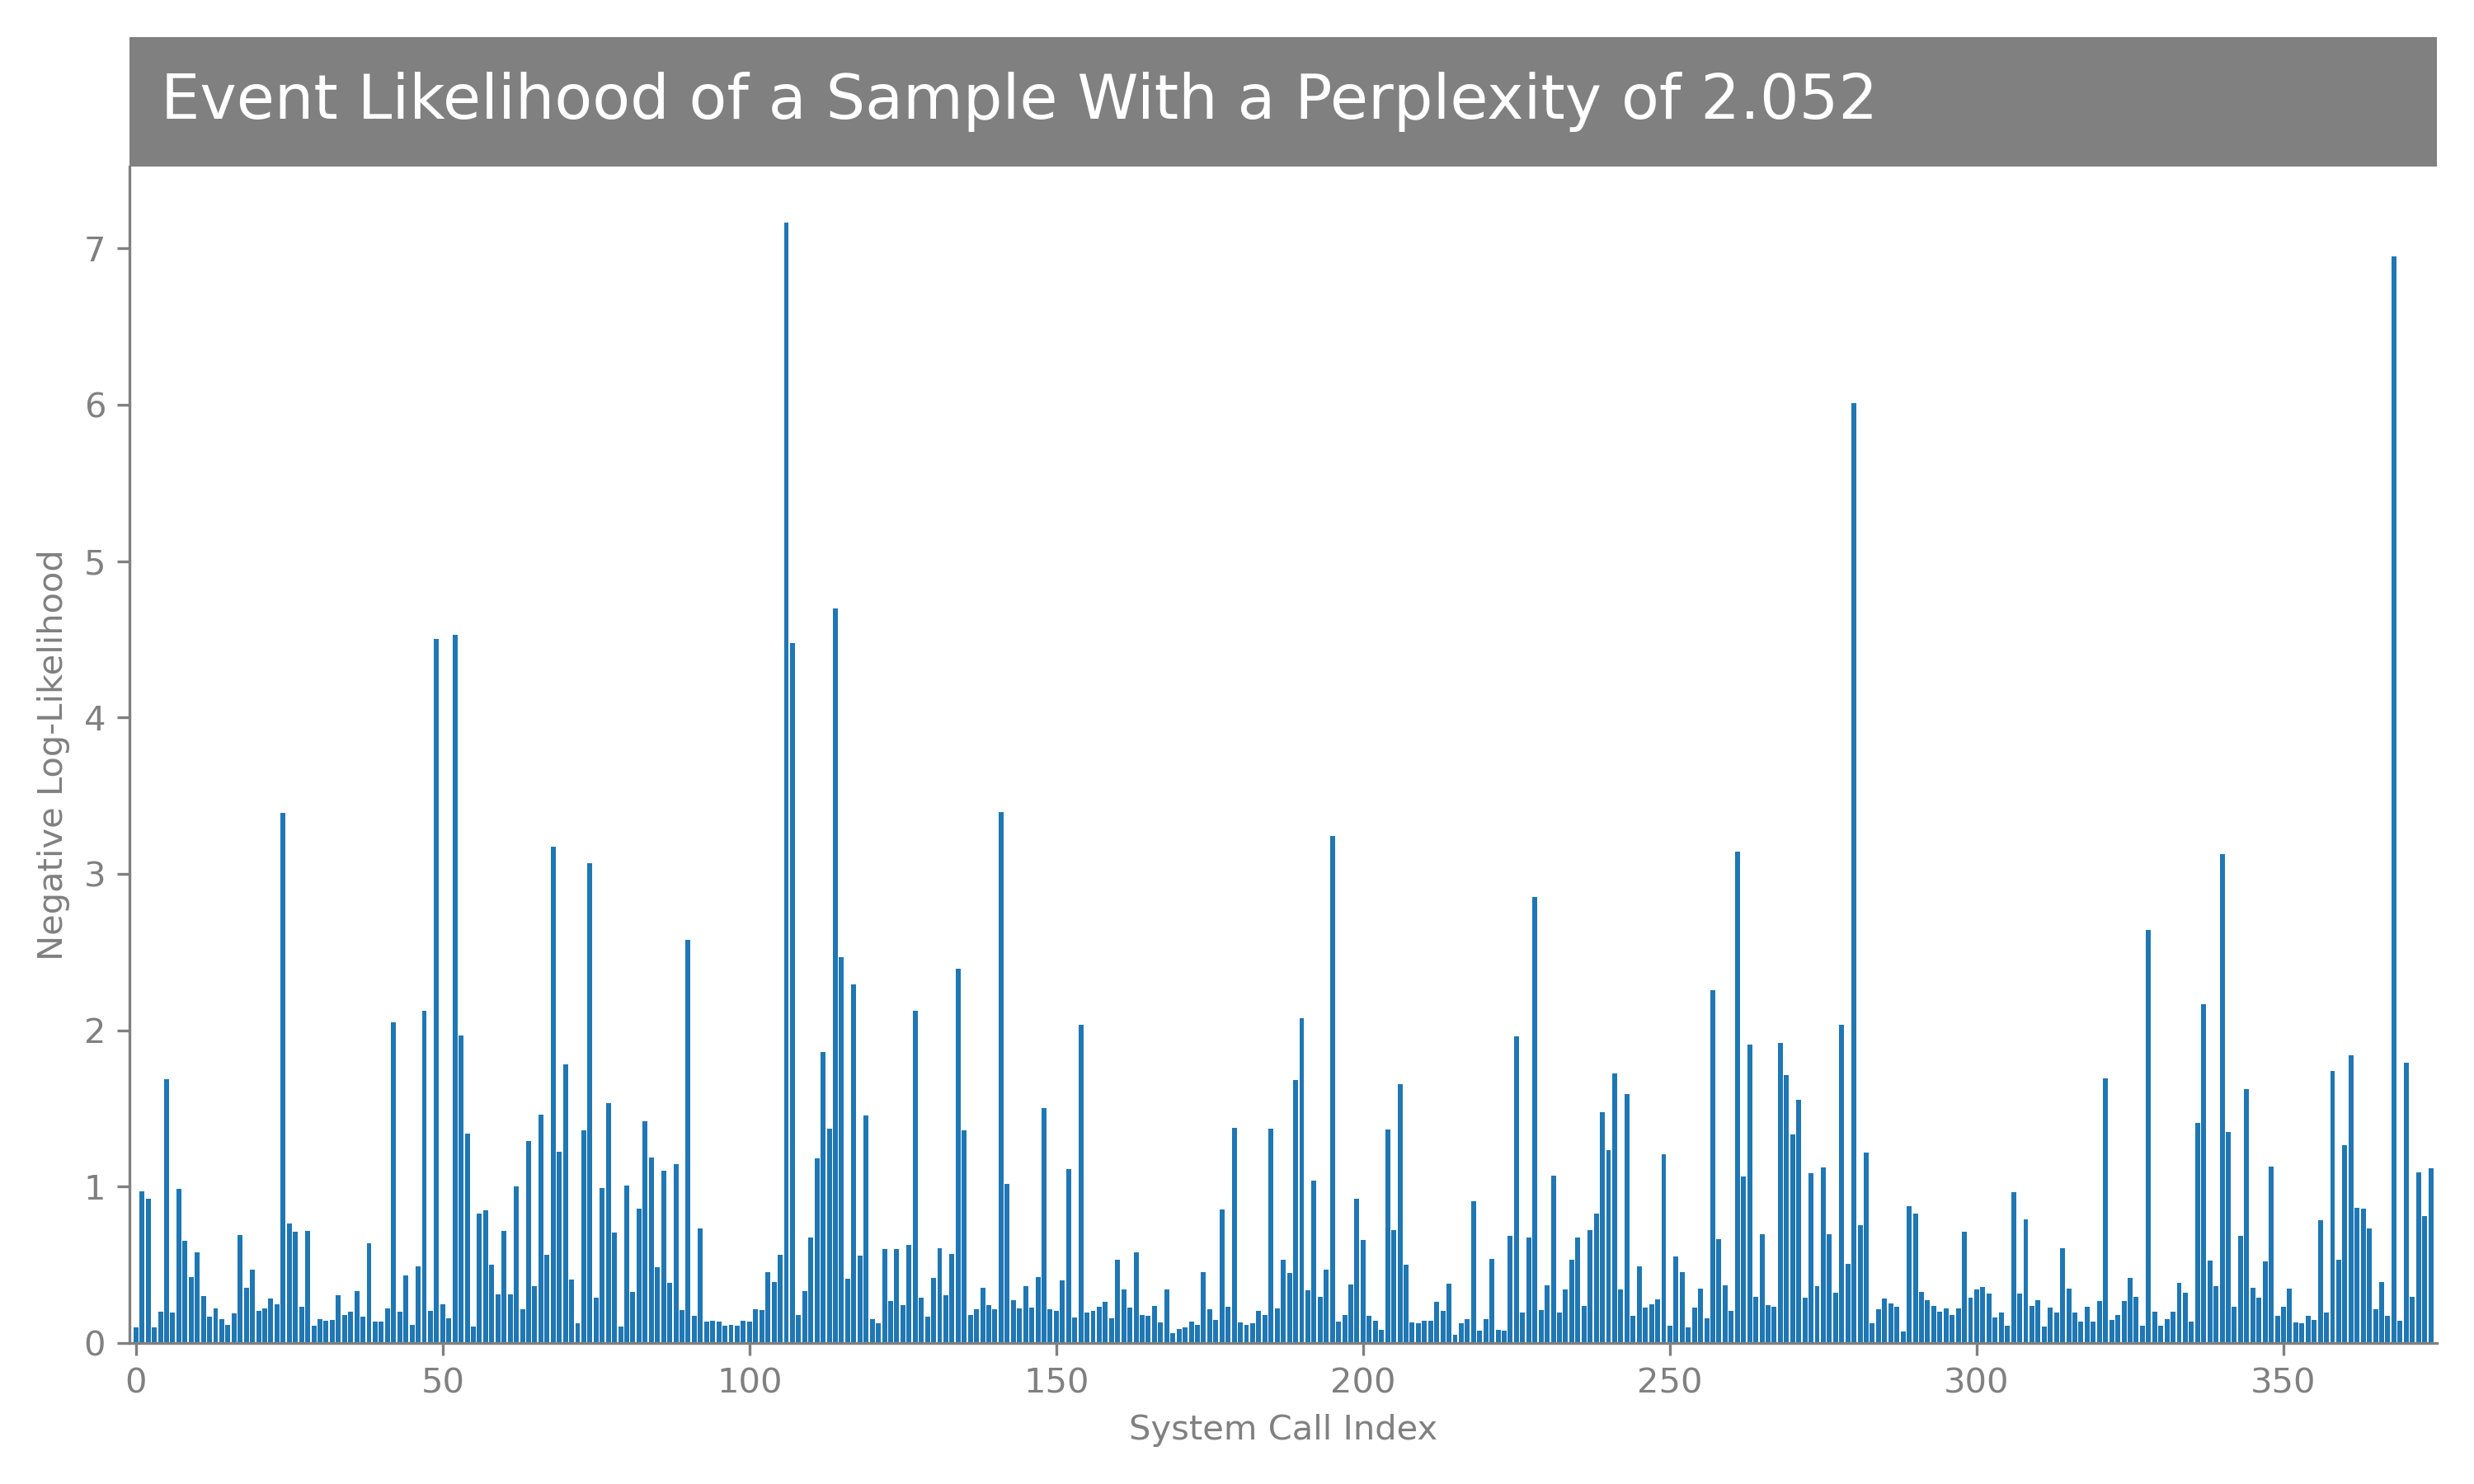 Event Likelihood of a Sample With a Perplexity of 2.052
Negative Log-Likelihood
7
6
5
4
3
2
1
0
0 50 100 150 200 250 300 350
System Call Index